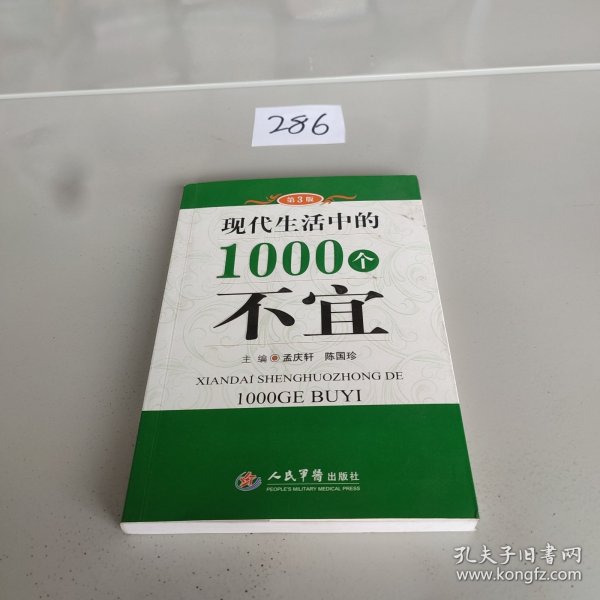 286
第3版
现代生活中的
1000个
不宜
主编 孟庆轩 陈国珍
XIANDAI SHENGHUOZHONG DE
1000GE BUYI
人民军医出版社
PEOPLE'S MILITARY MEDICAL PRESS
孔夫子旧书网
www.kongfz.com